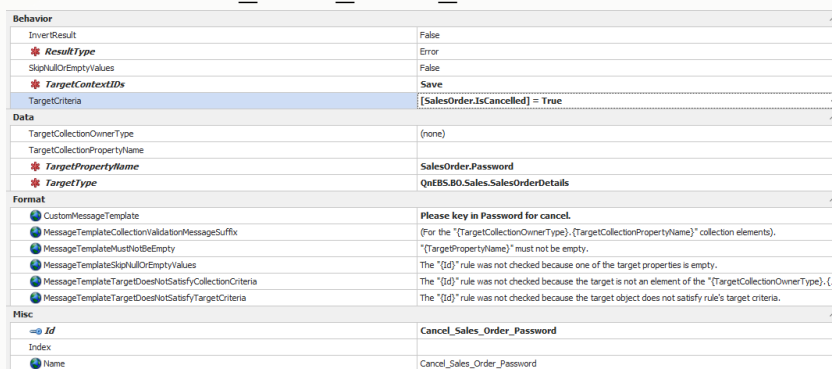 Behavior
InvertResult False
ResultType Error
SkipNullOrEmptyValues False
TargetContextIDs Save
TargetCriteria [SalesOrder.IsCancelled] = True
Data
TargetCollectionOwnerType (none)
TargetCollectionPropertyName
TargetPropertyName SalesOrder.Password
TargetType QnEBS.BO.Sales.SalesOrderDetails
Format
CustomMessageTemplate Please key in Password for cancel.
MessageTemplateCollectionValidationMessageSuffix (For the "{TargetCollectionOwnerType}.{TargetCollectionPropertyName}" collection elements).
MessageTemplateMustNotBeEmpty "{TargetPropertyName}" must not be empty.
MessageTemplateSkipNullOrEmptyValues The "{Id}" rule was not checked because one of the target properties is empty.
MessageTemplateTargetDoesNotSatisfyCollectionCriteria The "{Id}" rule was not checked because the target is not an element of the "{TargetCollectionOwnerType}.{.
MessageTemplateTargetDoesNotSatisfyTargetCriteria The "{Id}" rule was not checked because the target object does not satisfy rule's target criteria.
Misc
Id Cancel_Sales_Order_Password
Index
Name Cancel_Sales_Order_Password